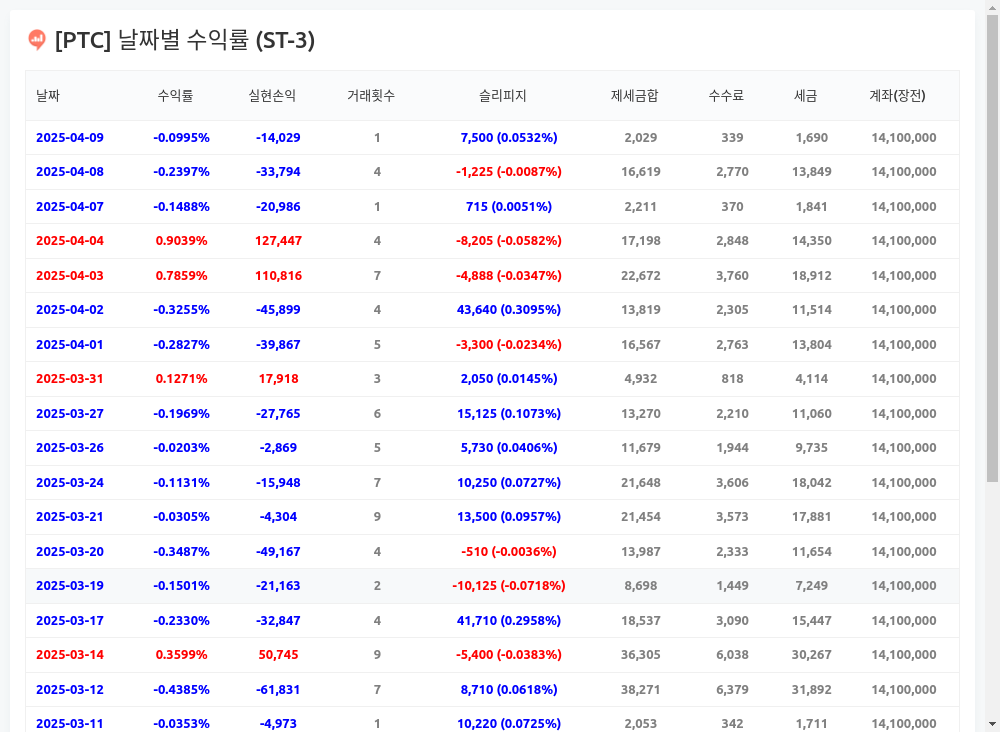 [PTC] 날짜별 수익률 (ST-3)
날짜 수익률 실현손익 거래횟수 슬리피지 제세금합 수수료 세금 계좌(장전)
2025-04-09 -0.0995% -14,029 1 7,500 (0.0532%) 2,029 339 1,690 14,100,000
2025-04-08 -0.2397% -33,794 4 -1,225 (-0.0087%) 16,619 2,770 13,849 14,100,000
2025-04-07 -0.1488% -20,986 1 715 (0.0051%) 2,211 370 1,841 14,100,000
2025-04-04 0.9039% 127,447 4 -8,205 (-0.0582%) 17,198 2,848 14,350 14,100,000
2025-04-03 0.7859% 110,816 7 -4,888 (-0.0347%) 22,672 3,760 18,912 14,100,000
2025-04-02 -0.3255% -45,899 4 43,640 (0.3095%) 13,819 2,305 11,514 14,100,000
2025-04-01 -0.2827% -39,867 5 -3,300 (-0.0234%) 16,567 2,763 13,804 14,100,000
2025-03-31 0.1271% 17,918 3 2,050 (0.0145%) 4,932 818 4,114 14,100,000
2025-03-27 -0.1969% -27,765 6 15,125 (0.1073%) 13,270 2,210 11,060 14,100,000
2025-03-26 -0.0203% -2,869 5 5,730 (0.0406%) 11,679 1,944 9,735 14,100,000
2025-03-24 -0.1131% -15,948 7 10,250 (0.0727%) 21,648 3,606 18,042 14,100,000
2025-03-21 -0.0305% -4,304 9 13,500 (0.0957%) 21,454 3,573 17,881 14,100,000
2025-03-20 -0.3487% -49,167 4 -510 (-0.0036%) 13,987 2,333 11,654 14,100,000
2025-03-19 -0.1501% -21,163 2 -10,125 (-0.0718%) 8,698 1,449 7,249 14,100,000
2025-03-17 -0.2330% -32,847 4 41,710 (0.2958%) 18,537 3,090 15,447 14,100,000
2025-03-14 0.3599% 50,745 9 -5,400 (-0.0383%) 36,305 6,038 30,267 14,100,000
2025-03-12 -0.4385% -61,831 7 8,710 (0.0618%) 38,271 6,379 31,892 14,100,000
2025-03-11 -0.0353% -4,973 1 10,220 (0.0725%) 2,053 342 1,711 14,100,000